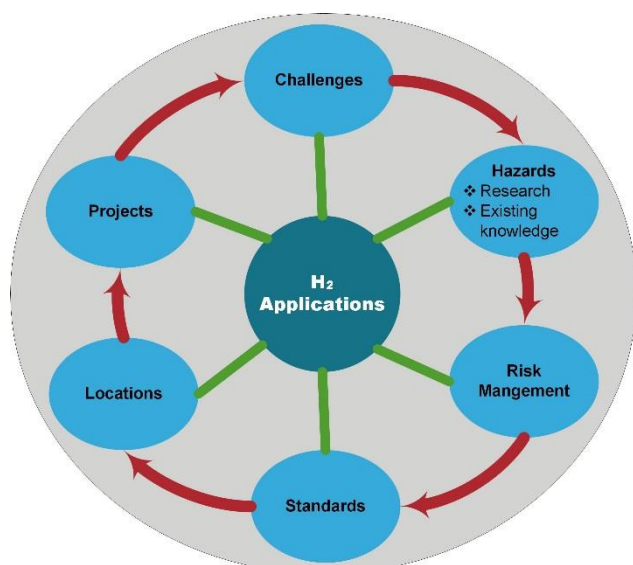 Challenges
Hazards
❖ Research
❖ Existing
knowledge
Projects
H₂
Applications
Risk
Mangement
Locations
Standards